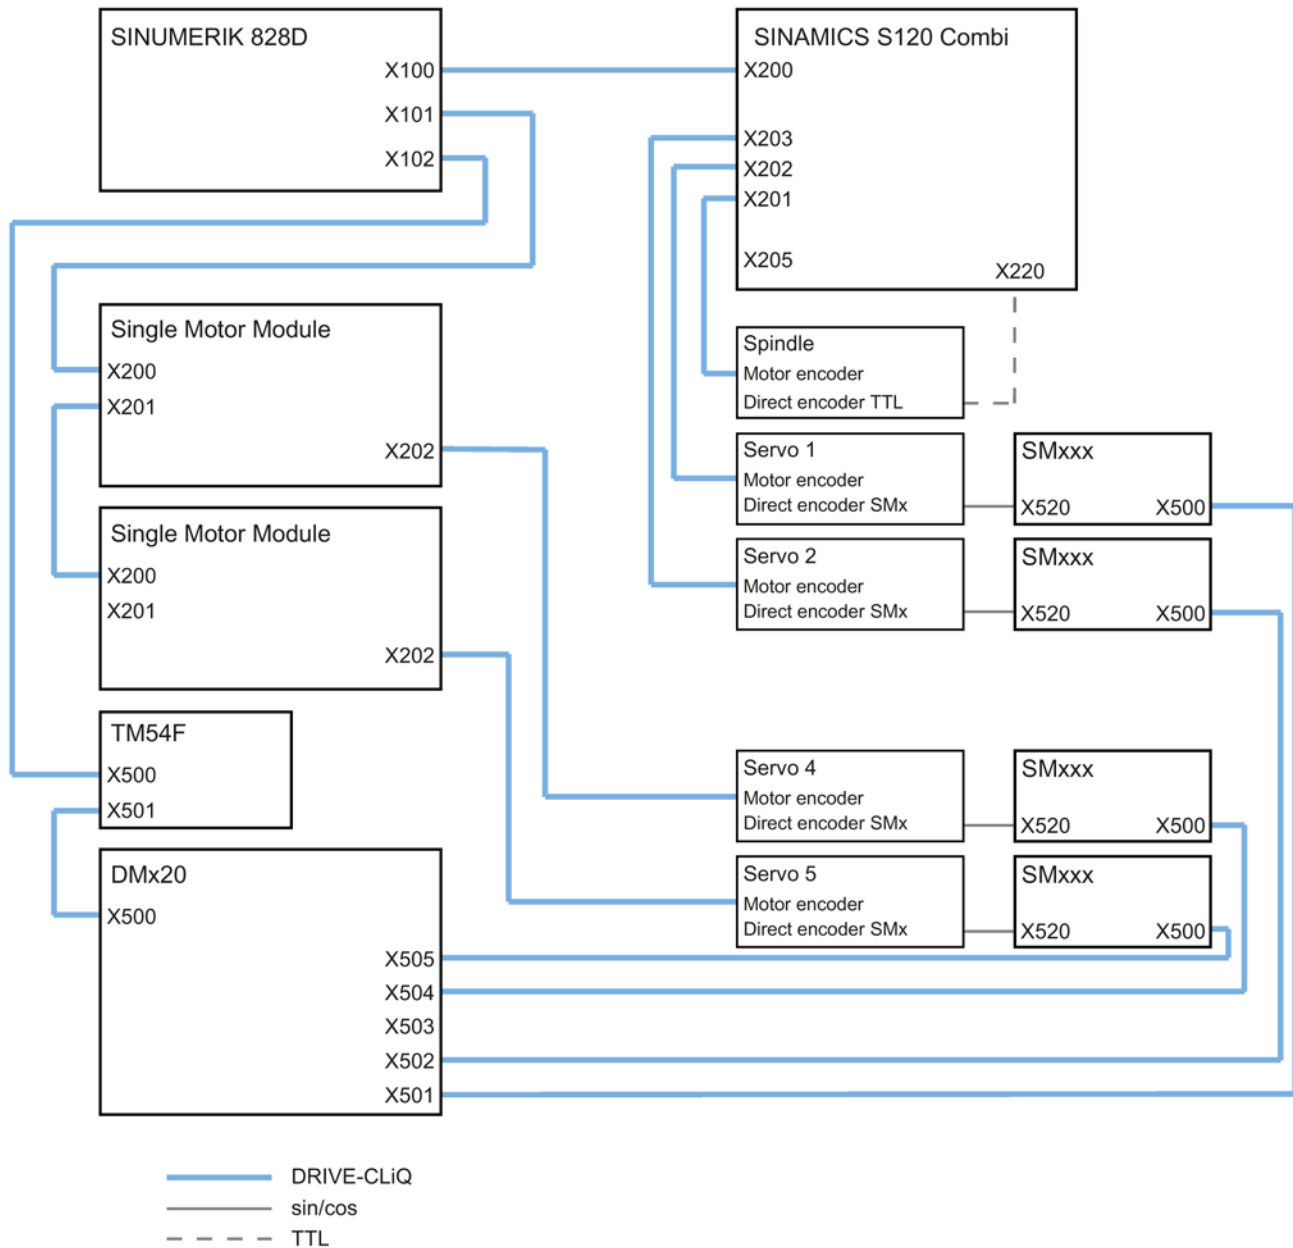 SINUMERIK 828D
X100
X101
X102
SINAMICS S120 Combi
X200
X203
X202
X201
X205
X220
Single Motor Module
X200
X201
X202
Single Motor Module
X200
X201
X202
TM54F
X500
X501
DMx20
X500
X505
X504
X503
X502
X501
Spindle
Motor encoder
Direct encoder TTL
Servo 1
Motor encoder
Direct encoder SMx
SMxxx
X520 X500
Servo 2
Motor encoder
Direct encoder SMx
SMxxx
X520 X500
Servo 4
Motor encoder
Direct encoder SMx
SMxxx
X520 X500
Servo 5
Motor encoder
Direct encoder SMx
SMxxx
X520 X500
DRIVE-CLiQ
sin/cos
TTL